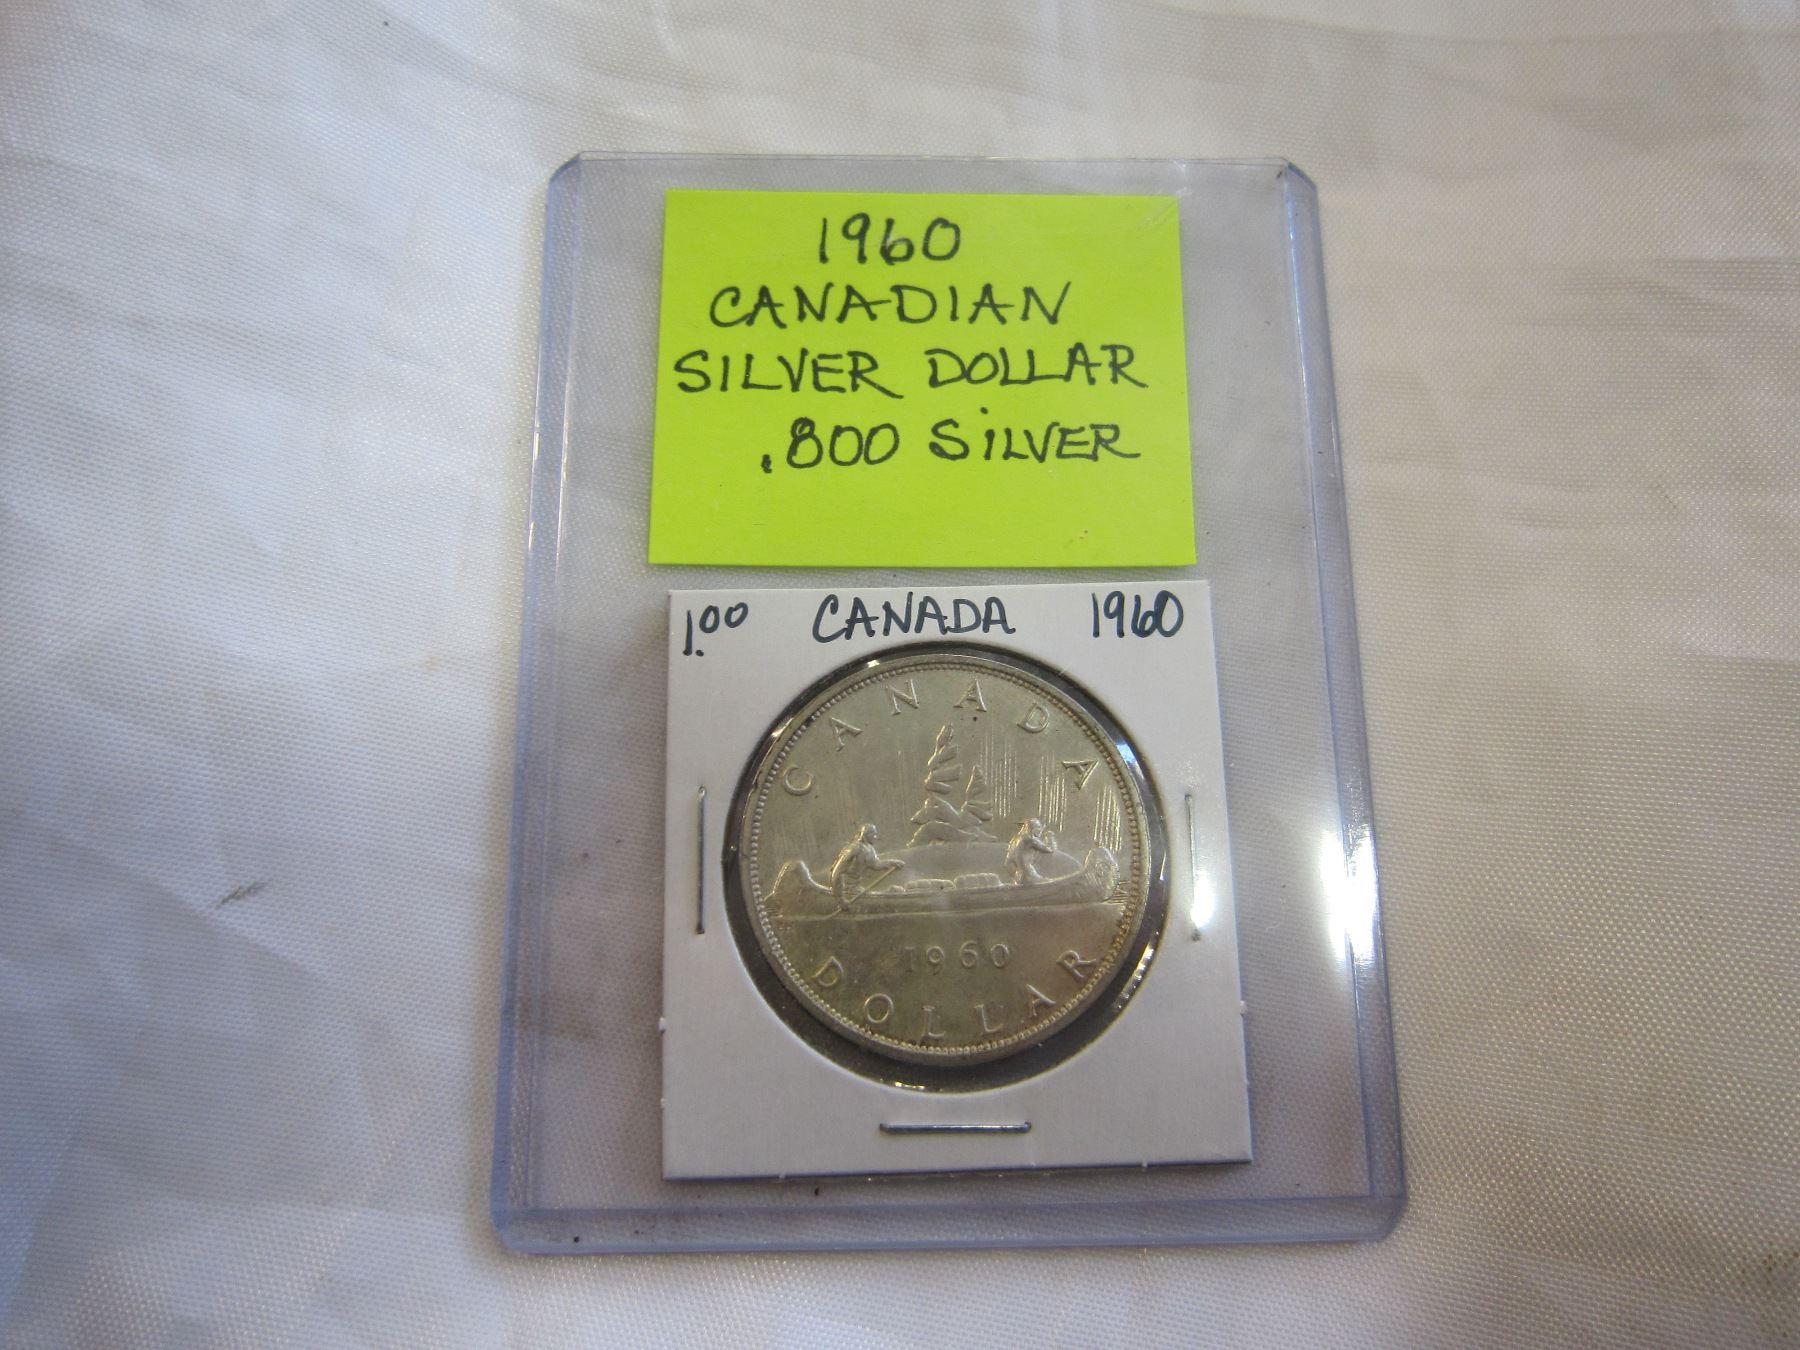 1960
CANADIAN
SILVER DOLLAR
.800 SILVER
1.00 CANADA 1960
CANADA
1960
DOLLAR